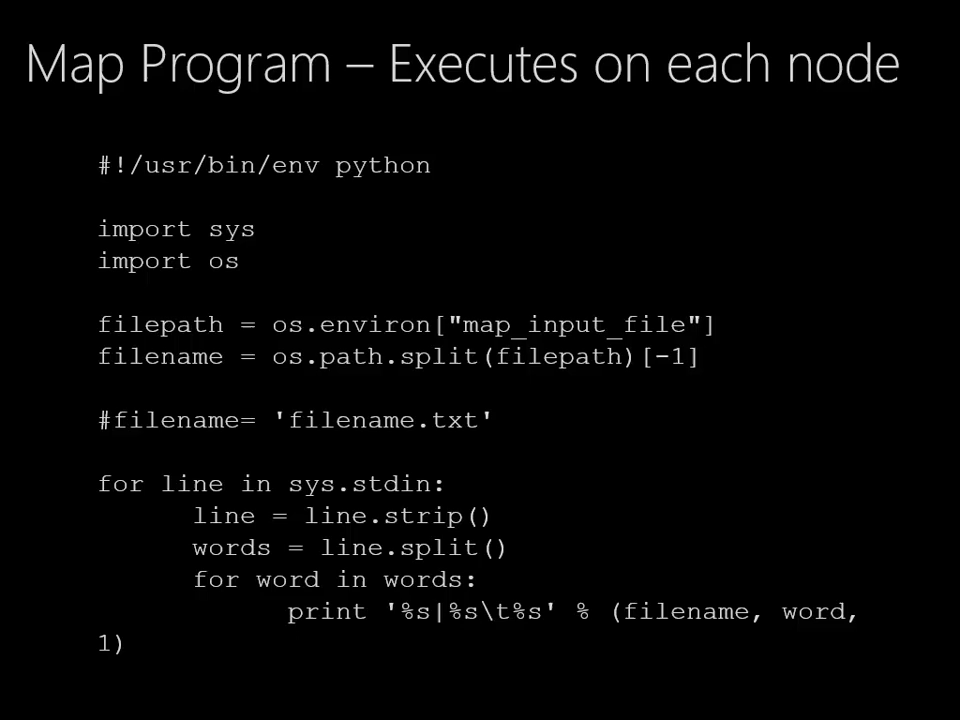 Map Program – Executes on each node
#!/usr/bin/env python
import sys
import os
filepath = os.environ["map_input_file"]
filename = os.path.split(filepath)[-1]
#filename= 'filename.txt'
for line in sys.stdin:
line = line.strip()
words = line.split()
for word in words:
print '%s|%s\t%s' % (filename, word,
1)